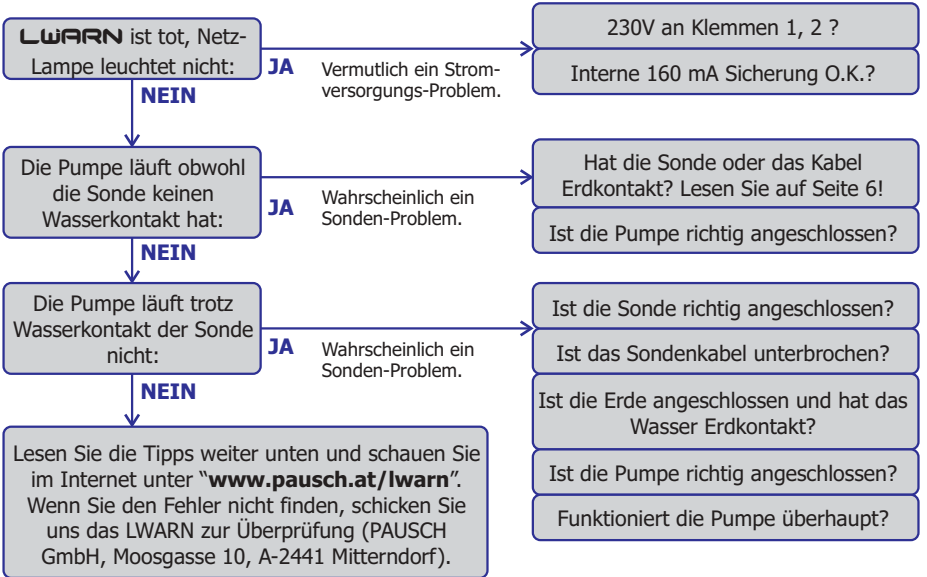 LWARN ist tot, Netz-
Lampe leuchtet nicht:
JA
Vermutlich ein Strom-
versorgungs-Problem.
230V an Klemmen 1, 2 ?
Interne 160 mA Sicherung O.K.?
NEIN
Die Pumpe läuft obwohl
die Sonde keinen
Wasserkontakt hat:
JA
Wahrscheinlich ein
Sonden-Problem.
Hat die Sonde oder das Kabel
Erdkontakt? Lesen Sie auf Seite 6!
Ist die Pumpe richtig angeschlossen?
NEIN
Die Pumpe läuft trotz
Wasserkontakt der Sonde
nicht:
JA
Wahrscheinlich ein
Sonden-Problem.
Ist die Sonde richtig angeschlossen?
Ist das Sondenkabel unterbrochen?
Ist die Erde angeschlossen und hat das
Wasser Erdkontakt?
Ist die Pumpe richtig angeschlossen?
Funktioniert die Pumpe überhaupt?
NEIN
Lesen Sie die Tipps weiter unten und schauen Sie
im Internet unter “www.pausch.at/lwarn”.
Wenn Sie den Fehler nicht finden, schicken Sie
uns das LWARN zur Überprüfung (PAUSCH
GmbH, Moosgasse 10, A-2441 Mitterndorf).